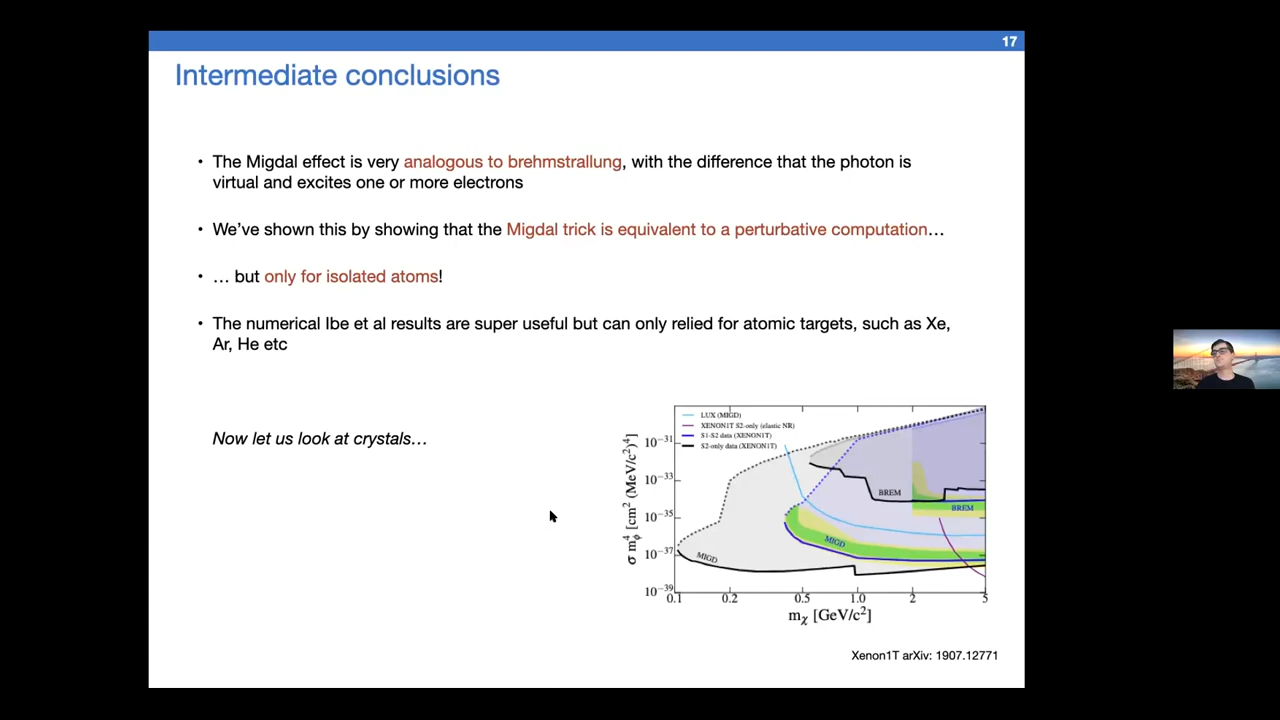 17
Intermediate conclusions
• The Migdal effect is very analogous to brehmstrallung, with the difference that the photon is
virtual and excites one or more electrons
• We’ve shown this by showing that the Migdal trick is equivalent to a perturbative computation…
• … but only for isolated atoms!
• The numerical Ibe et al results are super useful but can only relied for atomic targets, such as Xe,
Ar, He etc
Now let us look at crystals…
LUX (MIGD)
XENON1T S2-only (elastic NR)
S1-S2 data (XENON1T)
S2-only data (XENON1T)
10⁻³¹
10⁻³³
10⁻³⁵
10⁻³⁷
10⁻³⁹
σ m⁴_ϕ [cm² (MeV/c²)⁴]
BREM
BREM
MIGD
MIGD
0.1 0.2 0.5 1.0 2 5
m_χ [GeV/c²]
Xenon1T arXiv: 1907.12771